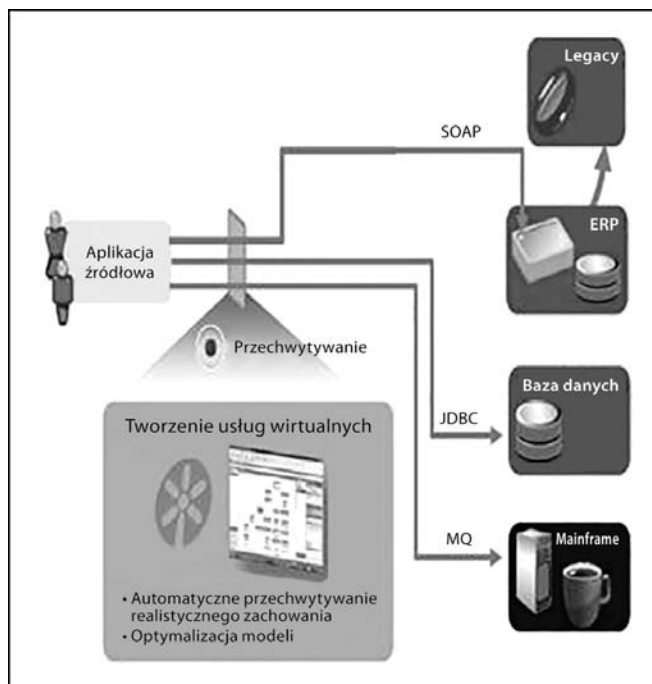 Legacy
SOAP
ERP
Aplikacja
źródłowa
Przechwytywanie
Baza danych
JDBC
Tworzenie usług wirtualnych
MQ
Mainframe
• Automatyczne przechwytywanie
realistycznego zachowania
• Optymalizacja modeli